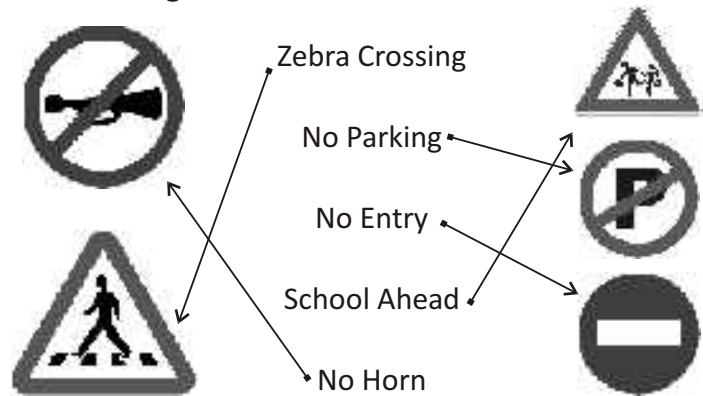 Zebra Crossing
No Parking
P
No Entry
School Ahead
No Horn